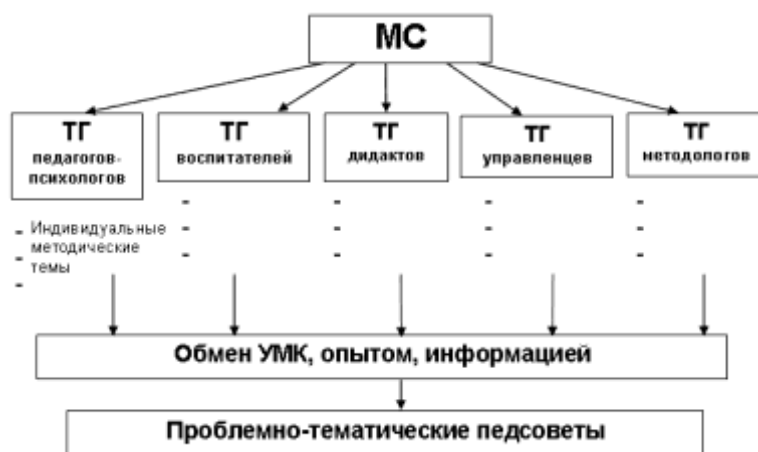 МС
ТГ
педагогов-
психологов
ТГ
воспитателей
ТГ
дидактов
ТГ
управленцев
ТГ
методологов
- Индивидуальные
- методические
темы
-
-
-
-
-
-
-
-
-
-
-
-
-
Обмен УМК, опытом, информацией
Проблемно-тематические педсоветы